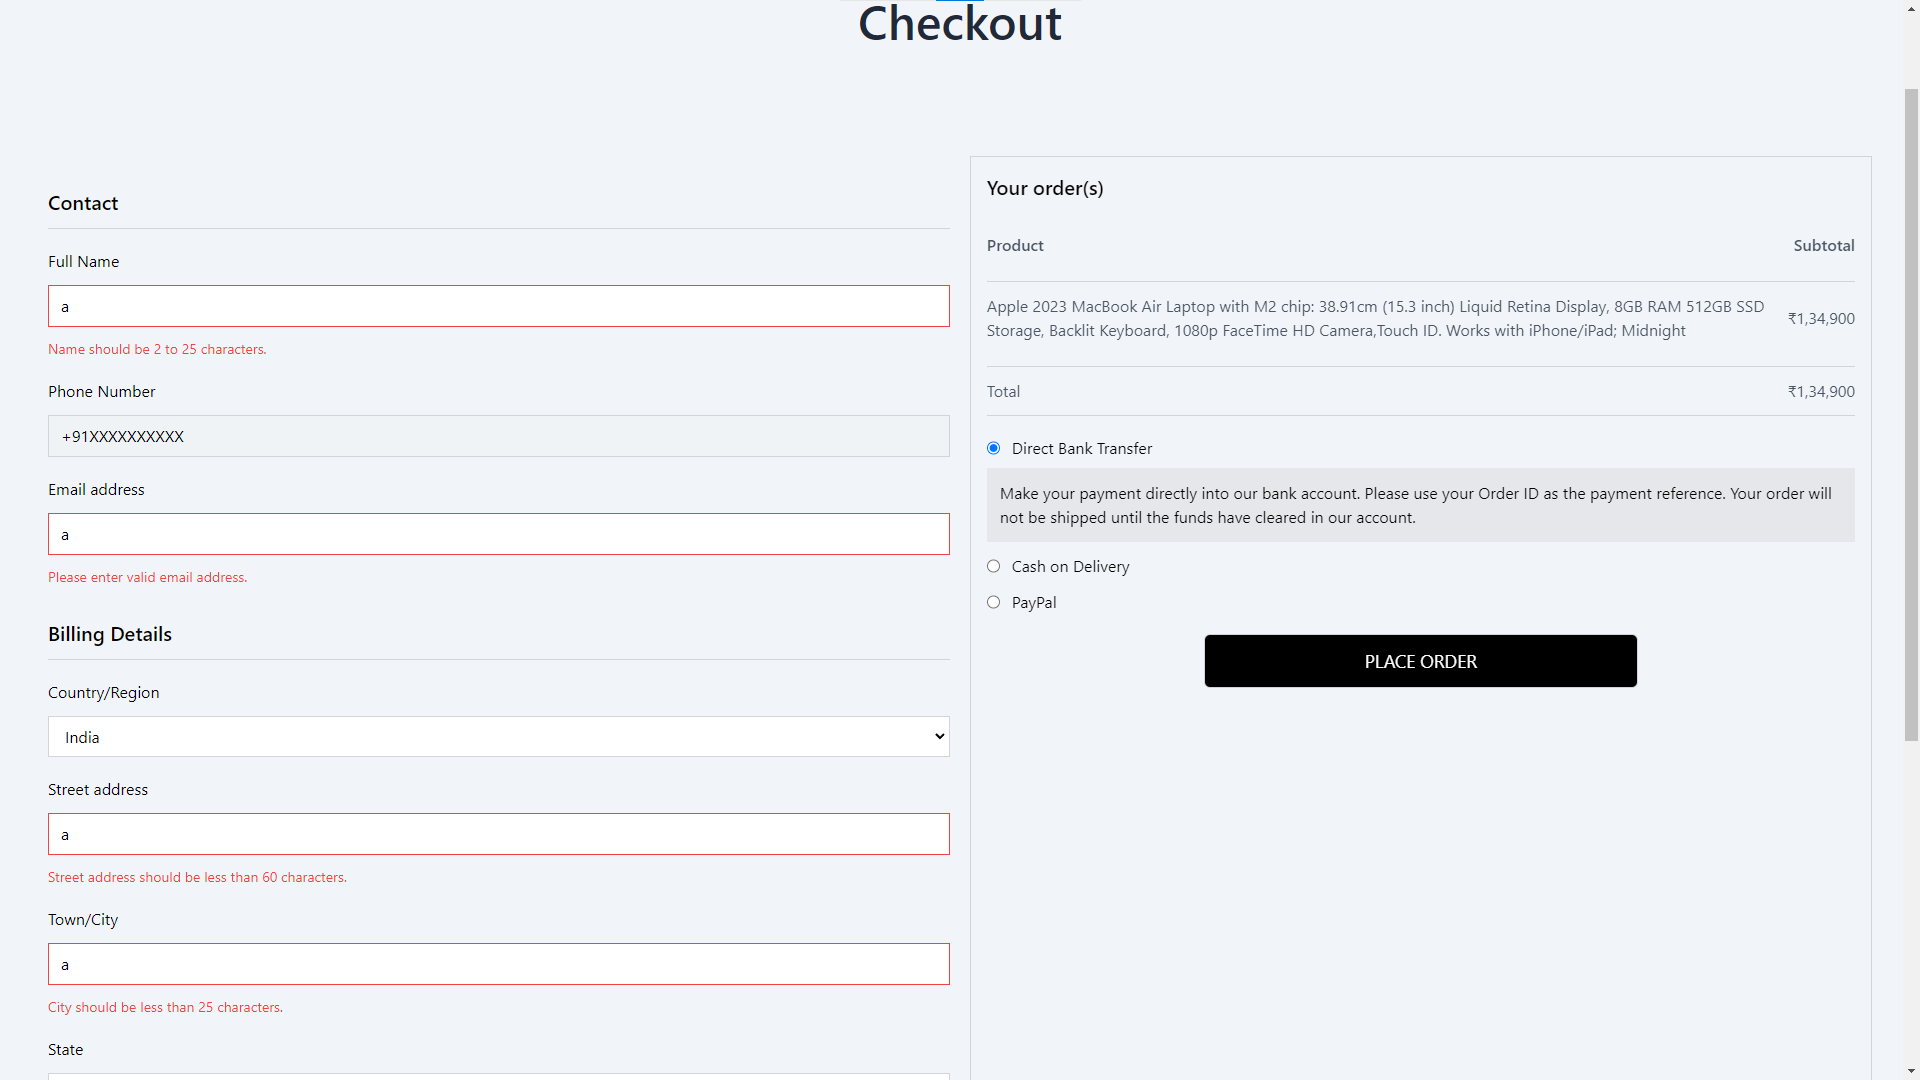 Checkout
Contact
Full Name
a
Name should be 2 to 25 characters.
Phone Number
+91XXXXXXXXXX
Email address
a
Please enter valid email address.
Billing Details
Country/Region
India
Street address
a
Street address should be less than 60 characters.
Town/City
a
City should be less than 25 characters.
State
Your order(s)
Product Subtotal
Apple 2023 MacBook Air Laptop with M2 chip: 38.91cm (15.3 inch) Liquid Retina Display, 8GB RAM 512GB SSD
Storage, Backlit Keyboard, 1080p FaceTime HD Camera,Touch ID. Works with iPhone/iPad; Midnight
₹1,34,900
Total ₹1,34,900
Direct Bank Transfer
Make your payment directly into our bank account. Please use your Order ID as the payment reference. Your order will
not be shipped until the funds have cleared in our account.
Cash on Delivery
PayPal
PLACE ORDER